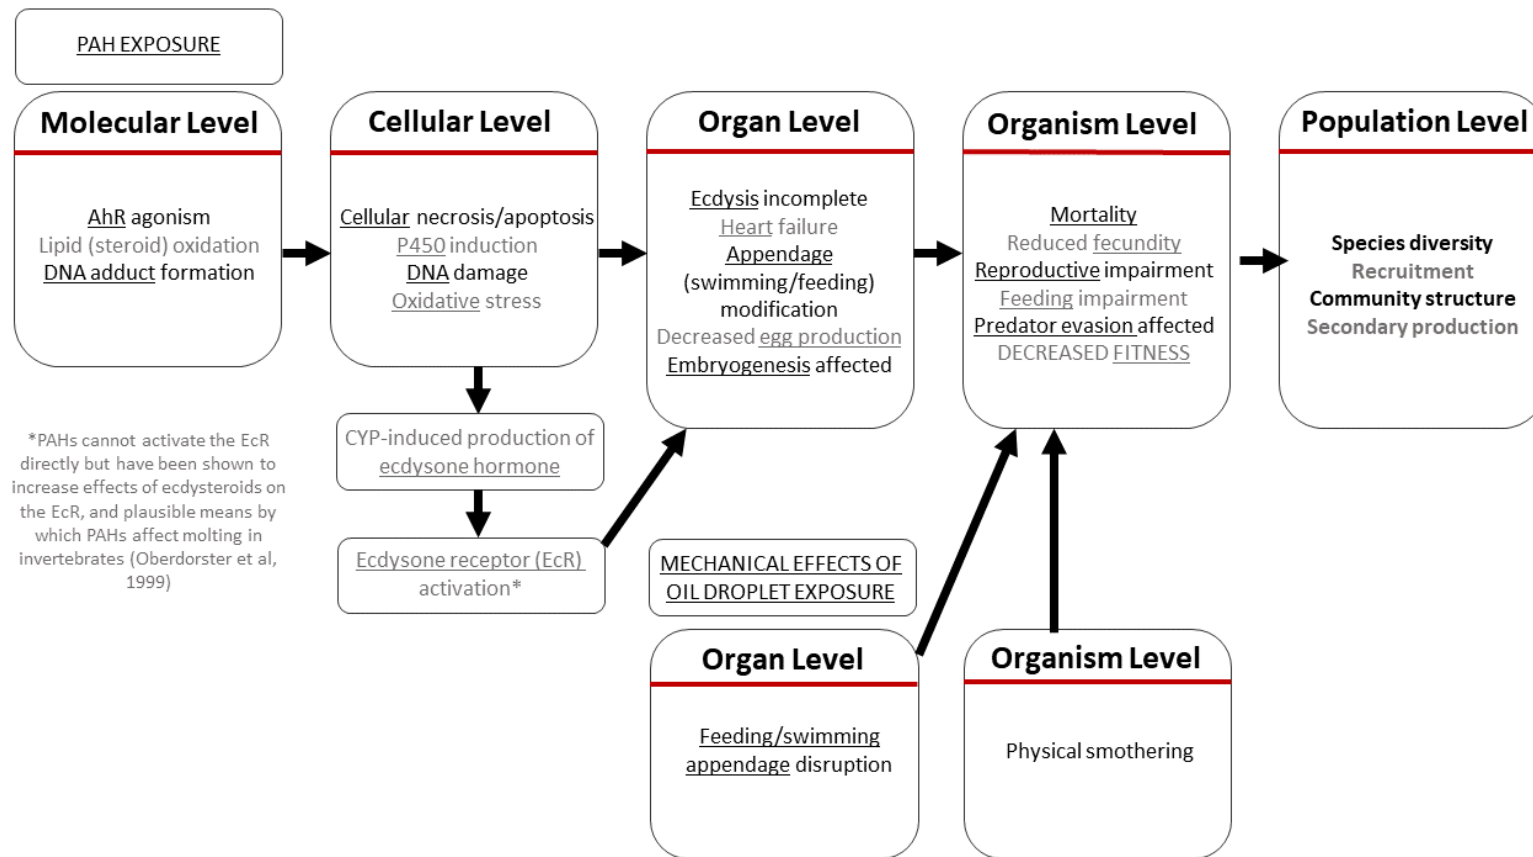 PAH EXPOSURE
Molecular Level
AhR agonism
Lipid (steroid) oxidation
DNA adduct formation
Cellular Level
Cellular necrosis/apoptosis
P450 induction
DNA damage
Oxidative stress
Organ Level
Ecdysis incomplete
Heart failure
Appendage
(swimming/feeding)
modification
Decreased egg production
Embryogenesis affected
Organism Level
Mortality
Reduced fecundity
Reproductive impairment
Feeding impairment
Predator evasion affected
DECREASED FITNESS
Population Level
Species diversity
Recruitment
Community structure
Secondary production
*PAHs cannot activate the EcR
directly but have been shown to
increase effects of ecdysteroids on
the EcR, and plausible means by
which PAHs affect molting in
invertebrates (Oberdorster et al,
1999)
CYP-induced production of
ecdysone hormone
Ecdysone receptor (EcR)
activation*
MECHANICAL EFFECTS OF
OIL DROPLET EXPOSURE
Organ Level
Feeding/swimming
appendage disruption
Organism Level
Physical smothering